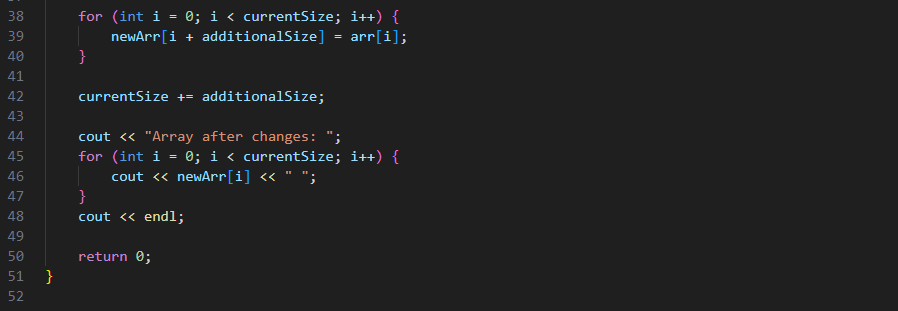 38 for (int i = 0; i < currentSize; i++) {
39 newArr[i + additionalSize] = arr[i];
40 }
41
42 currentSize += additionalSize;
43
44 cout << "Array after changes: ";
45 for (int i = 0; i < currentSize; i++) {
46 cout << newArr[i] << " ";
47 }
48 cout << endl;
49
50 return 0;
51 }
52